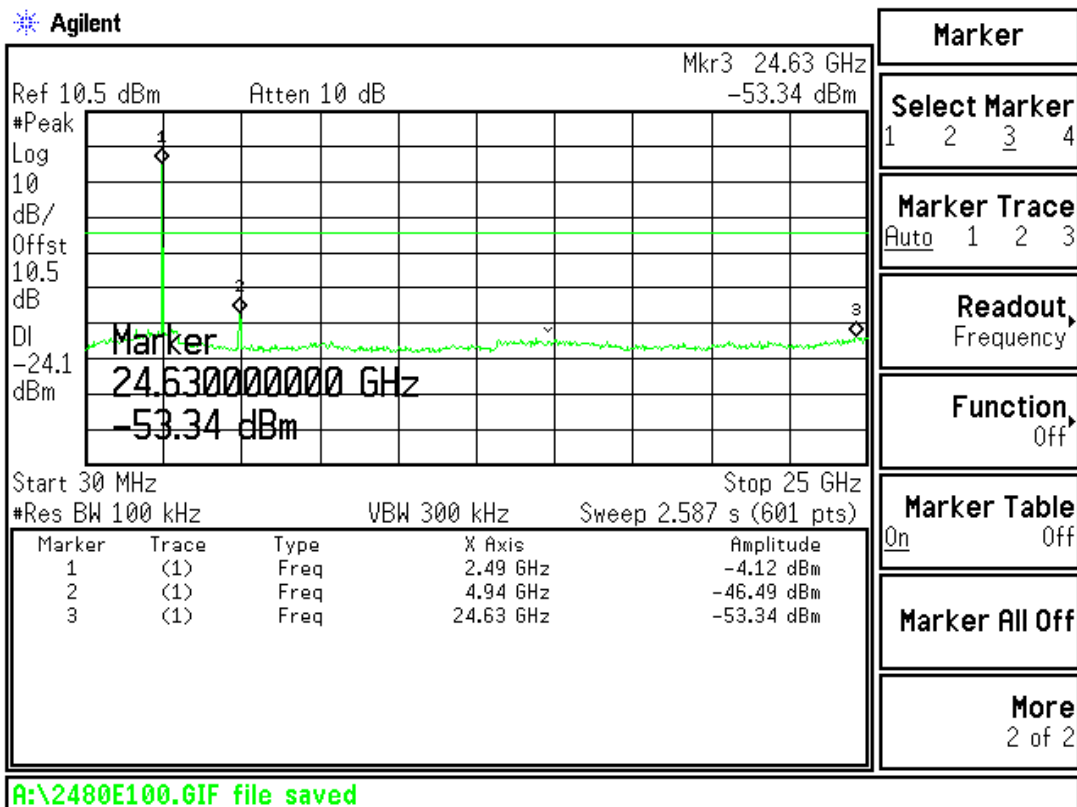 Agilent
Mkr3 24.63 GHz
Ref 10.5 dBm Atten 10 dB -53.34 dBm
#Peak
Log
10
dB/
Offst
10.5
dB
DI
-24.1
dBm
1
2
3
Marker
24.630000000 GHz
-53.34 dBm
Start 30 MHz Stop 25 GHz
#Res BW 100 kHz VBW 300 kHz Sweep 2.587 s (601 pts)
Marker Trace Type X Axis Amplitude
1 (1) Freq 2.49 GHz -4.12 dBm
2 (1) Freq 4.94 GHz -46.49 dBm
3 (1) Freq 24.63 GHz -53.34 dBm
Marker
Select Marker
1 2 3 4
Marker Trace
Auto 1 2 3
Readout
Frequency
Function
Off
Marker Table
On Off
Marker All Off
More
2 of 2
A:\2480E100.GIF file saved